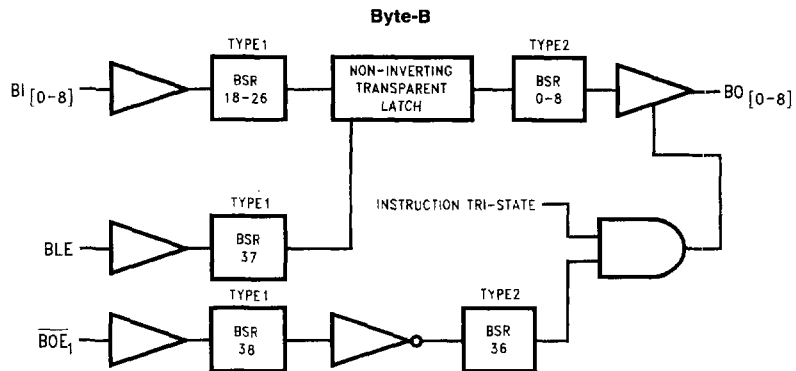 Byte-B
TYPE1
TYPE2
BI[0-8]
BSR
18-26
NON-INVERTING
TRANSPARENT
LATCH
BSR
0-8
BO[0-8]
TYPE1
INSTRUCTION TRI-STATE
BLE
BSR
37
TYPE1
TYPE2
BOE1
BSR
38
BSR
36